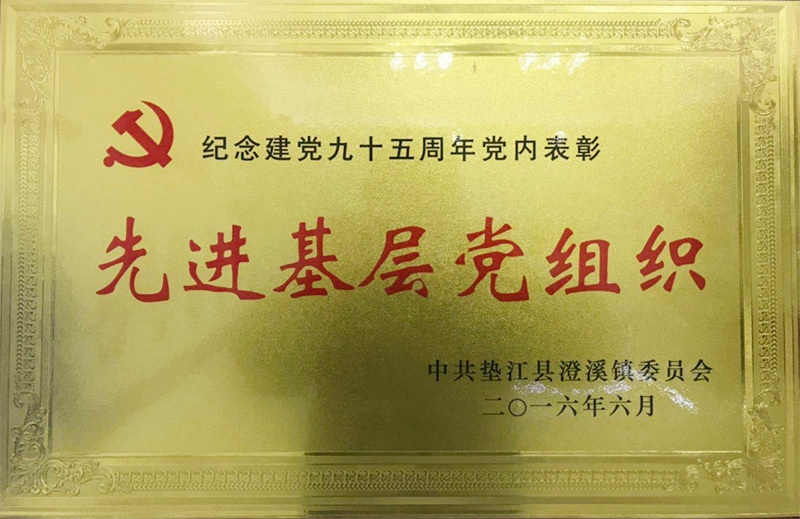 纪念建党九十五周年党内表彰
先进基层党组织
中共垫江县澄溪镇委员会
二〇一六年六月